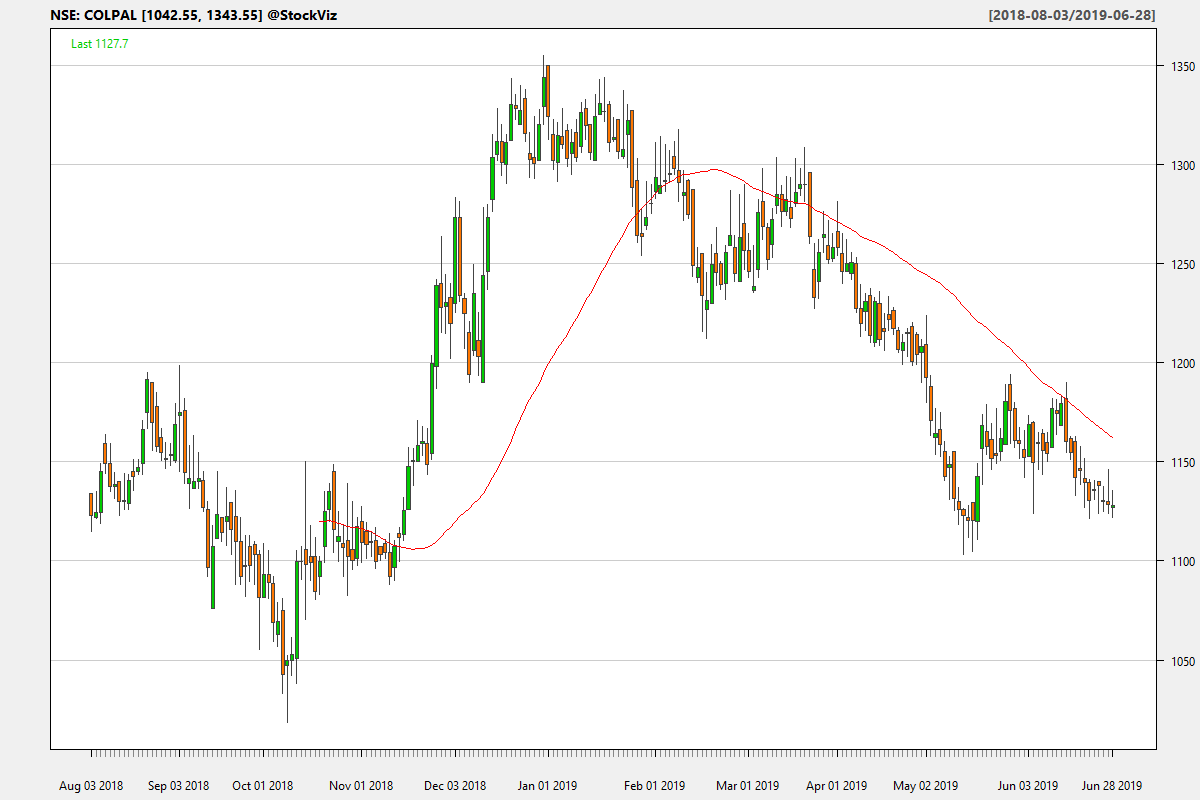 NSE: COLPAL [1042.55, 1343.55] @StockViz
[2018-08-03/2019-06-28]
Last 1127.7
1350
1300
1250
1200
1150
1100
1050
Aug 03 2018 Sep 03 2018 Oct 01 2018 Nov 01 2018 Dec 03 2018 Jan 01 2019 Feb 01 2019 Mar 01 2019 Apr 01 2019 May 02 2019 Jun 03 2019 Jun 28 2019